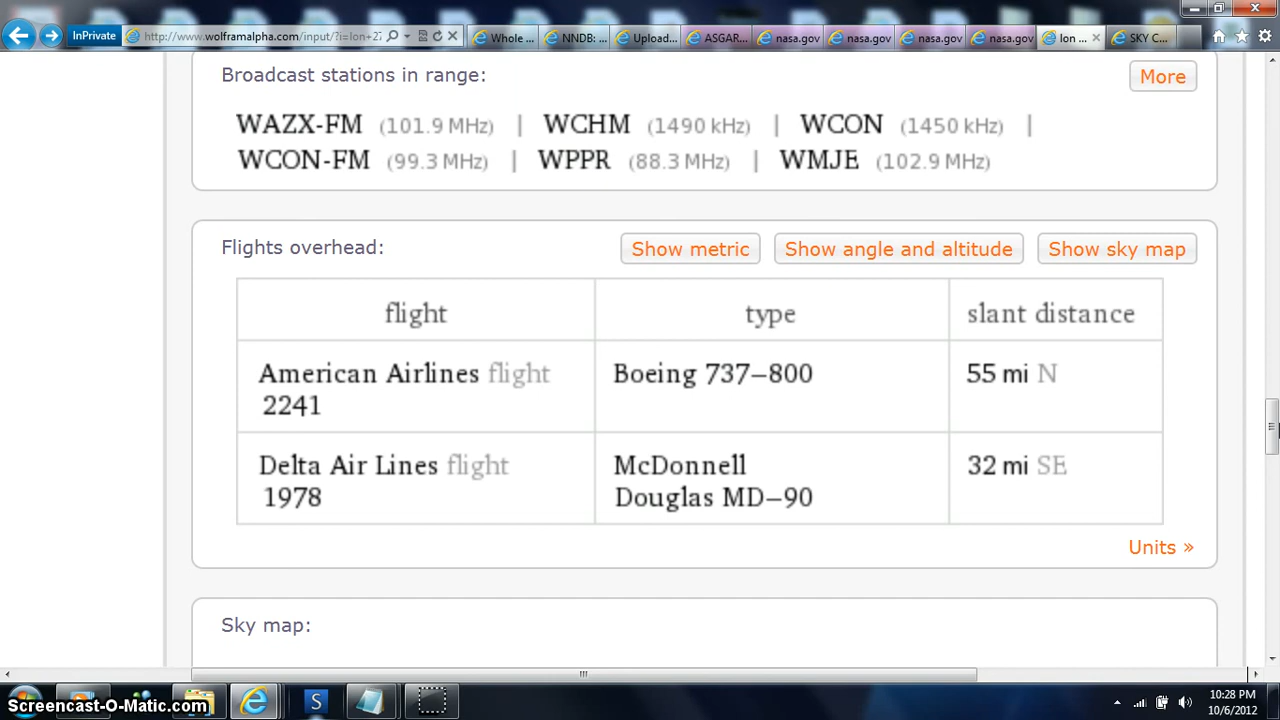 InPrivate
http://www.wolframalpha.com/input/?i=lon+27
Whole ...
NNDB: ...
Upload...
ASGAR...
nasa.gov
nasa.gov
nasa.gov
nasa.gov
lon ...
SKY C...
Broadcast stations in range:
More
WAZX-FM (101.9 MHz) | WCHM (1490 kHz) | WCON (1450 kHz) |
WCON-FM (99.3 MHz) | WPPR (88.3 MHz) | WMJE (102.9 MHz)
Flights overhead:
Show metric
Show angle and altitude
Show sky map
flight type slant distance
American Airlines flight Boeing 737–800 55 mi N
2241
Delta Air Lines flight McDonnell 32 mi SE
1978 Douglas MD–90
Units »
Sky map:
Screencast-O-Matic.com
S
10:28 PM
10/6/2012